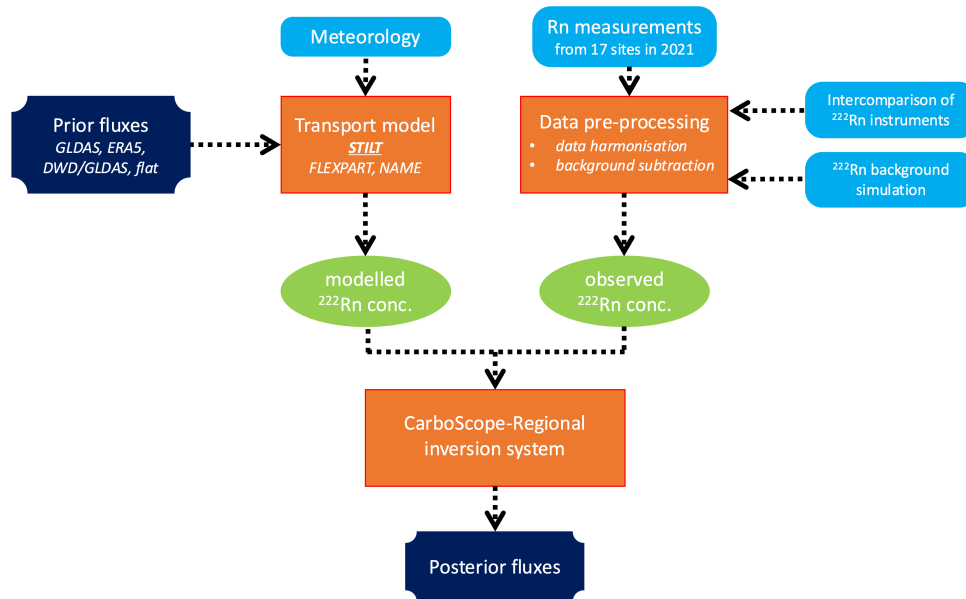 Meteorology
Rn measurements
from 17 sites in 2021
Prior fluxes
GLDAS, ERA5,
DWD/GLDAS, flat
Transport model
STILT
FLEXPART, NAME
Data pre-processing
• data harmonisation
• background subtraction
Intercomparison of
²²²Rn instruments
²²²Rn background
simulation
modelled
²²²Rn conc.
observed
²²²Rn conc.
CarboScope-Regional
inversion system
Posterior fluxes